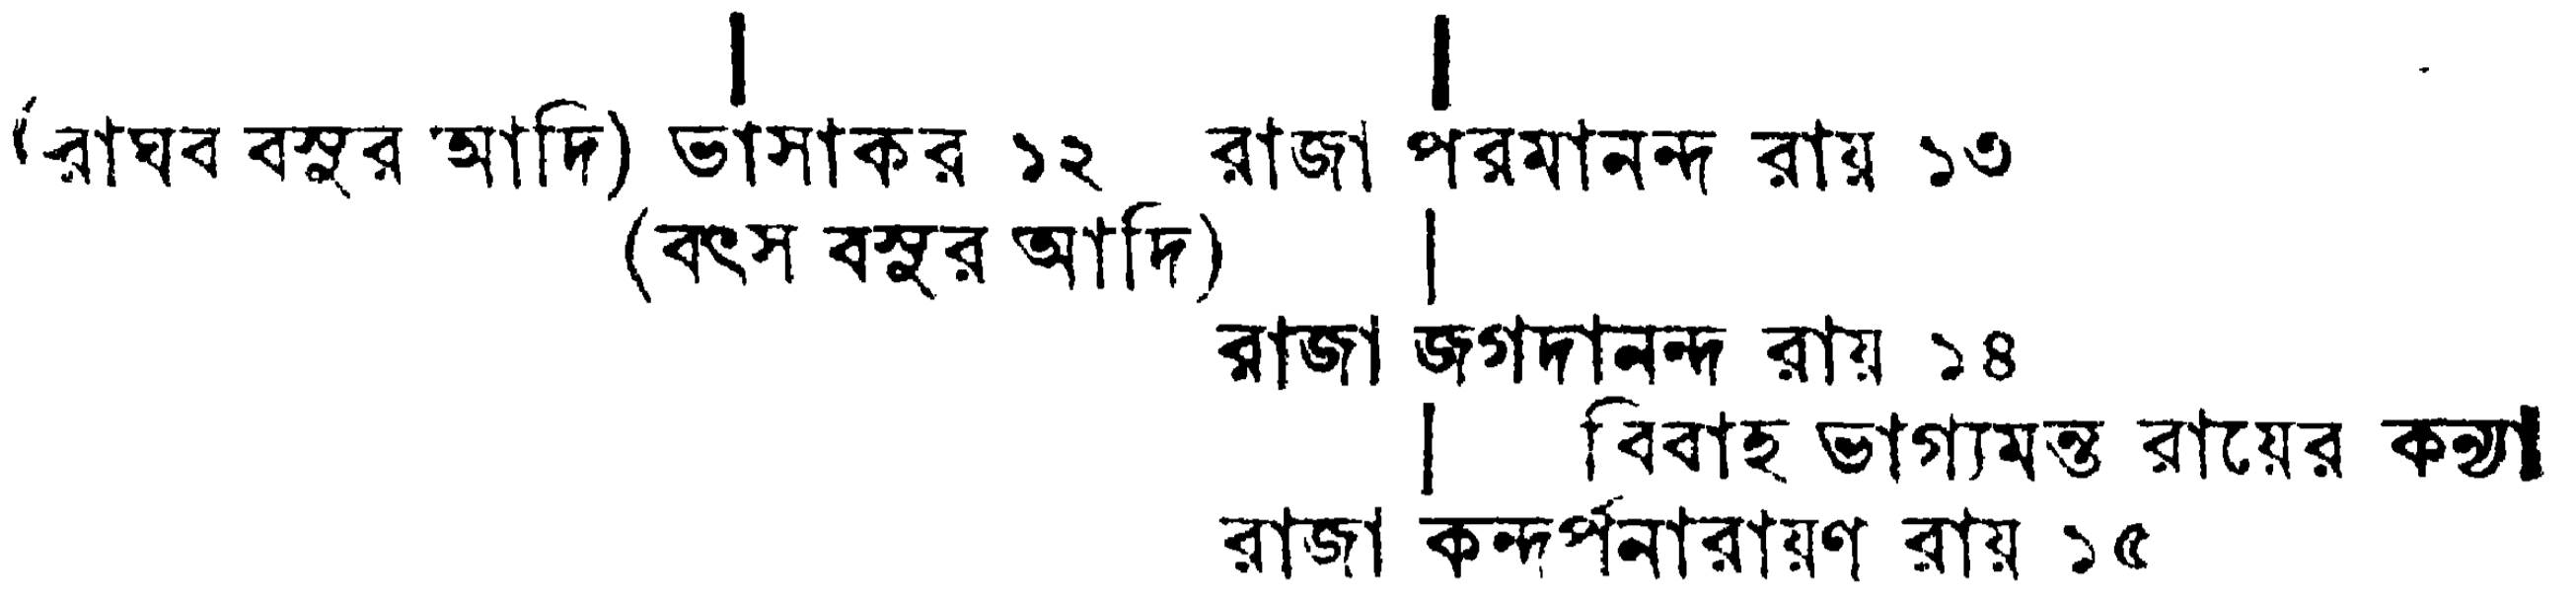 (রাঘব বসুর আদি) ভাসাকর ১২ রাজা পরমানন্দ রায় ১৩
(বৎস বসুর আদি)
রাজা জগদানন্দ রায় ১৪
বিবাহ ভাগ্যমন্ত রায়ের কন্যা
রাজা কন্দর্পনারায়ণ রায় ১৫